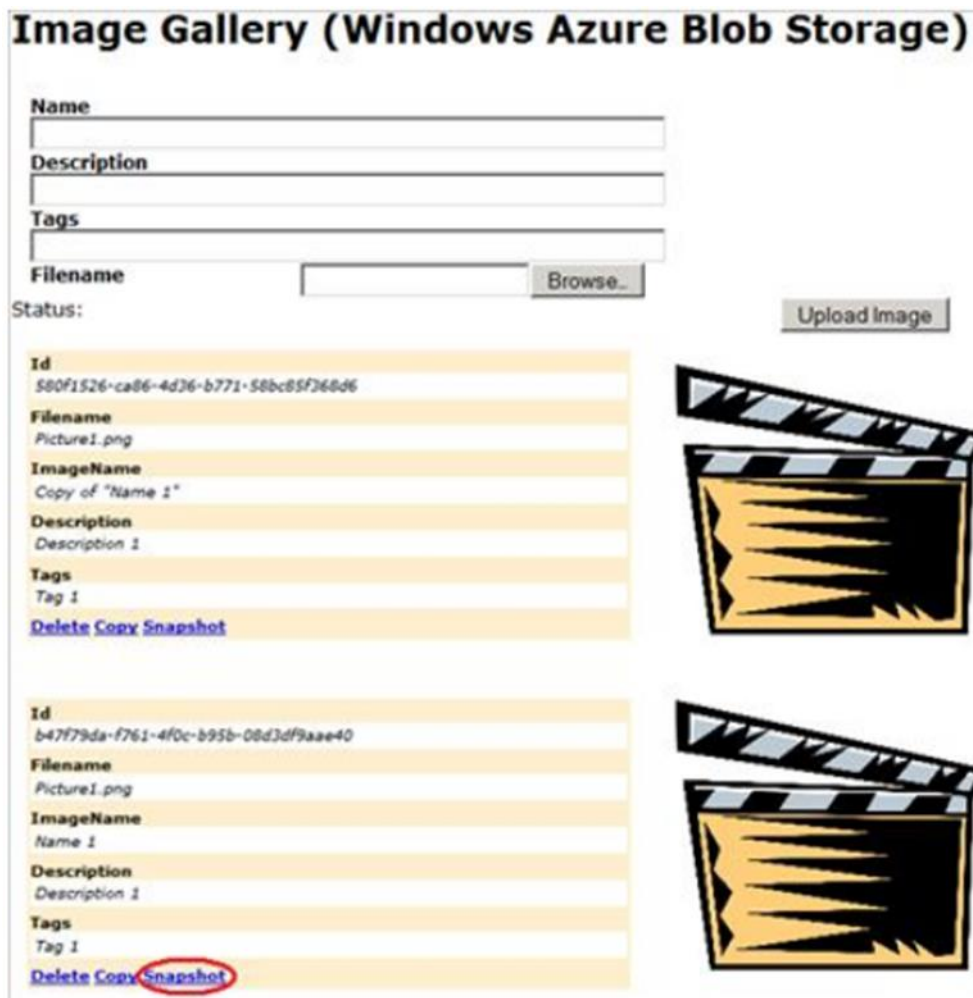 Image Gallery (Windows Azure Blob Storage)
Name
Description
Tags
Filename Browse..
Status:
Upload Image
Id
580f1526-ca86-4d36-b771-58bc85f368d6
Filename
Picture1.png
ImageName
Copy of "Name 1"
Description
Description 1
Tags
Tag 1
Delete Copy Snapshot
Id
b47f79da-f761-4f0c-b95b-08d3df9aae40
Filename
Picture1.png
ImageName
Name 1
Description
Description 1
Tags
Tag 1
Delete Copy Snapshot